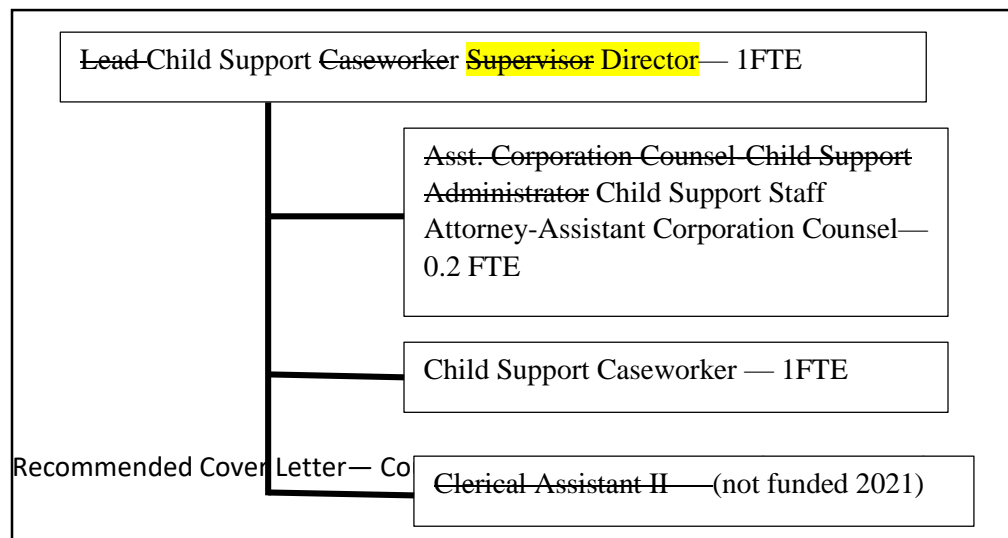 Lead Child Support Caseworker Supervisor Director— 1FTE
Asst. Corporation Counsel-Child Support
Administrator Child Support Staff
Attorney-Assistant Corporation Counsel—
0.2 FTE
Child Support Caseworker — 1FTE
Recommended Cover Letter— Co
Clerical Assistant II —(not funded 2021)